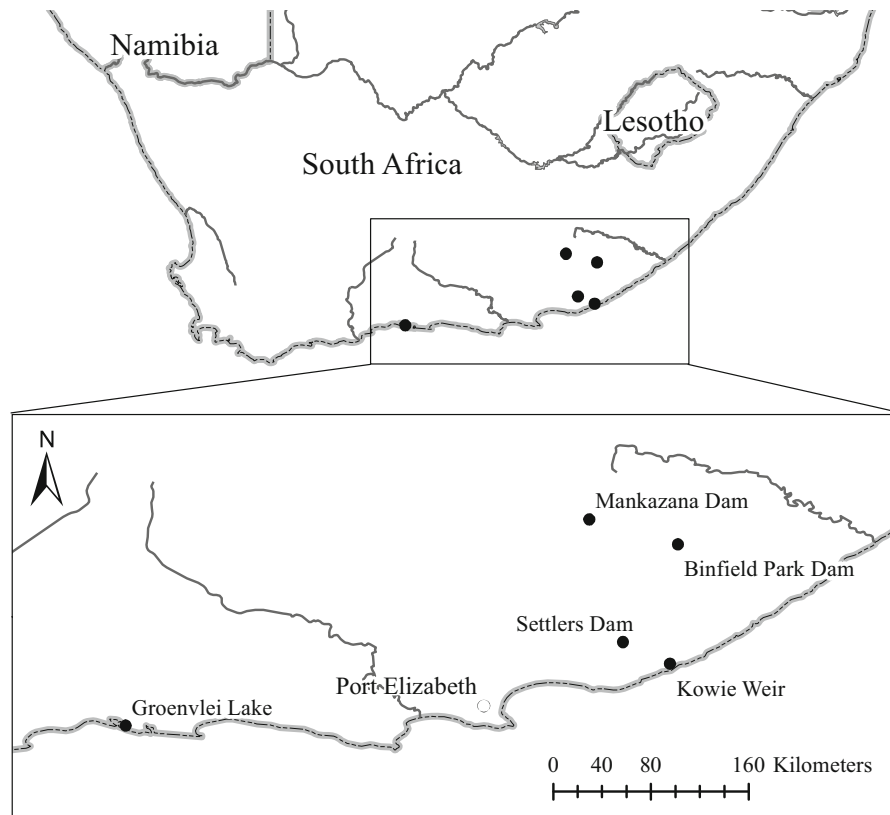 Namibia
Lesotho
South Africa
N
Mankazana Dam
Binfield Park Dam
Settlers Dam
Port Elizabeth
Kowie Weir
Groenvlei Lake
0 40 80 160 Kilometers